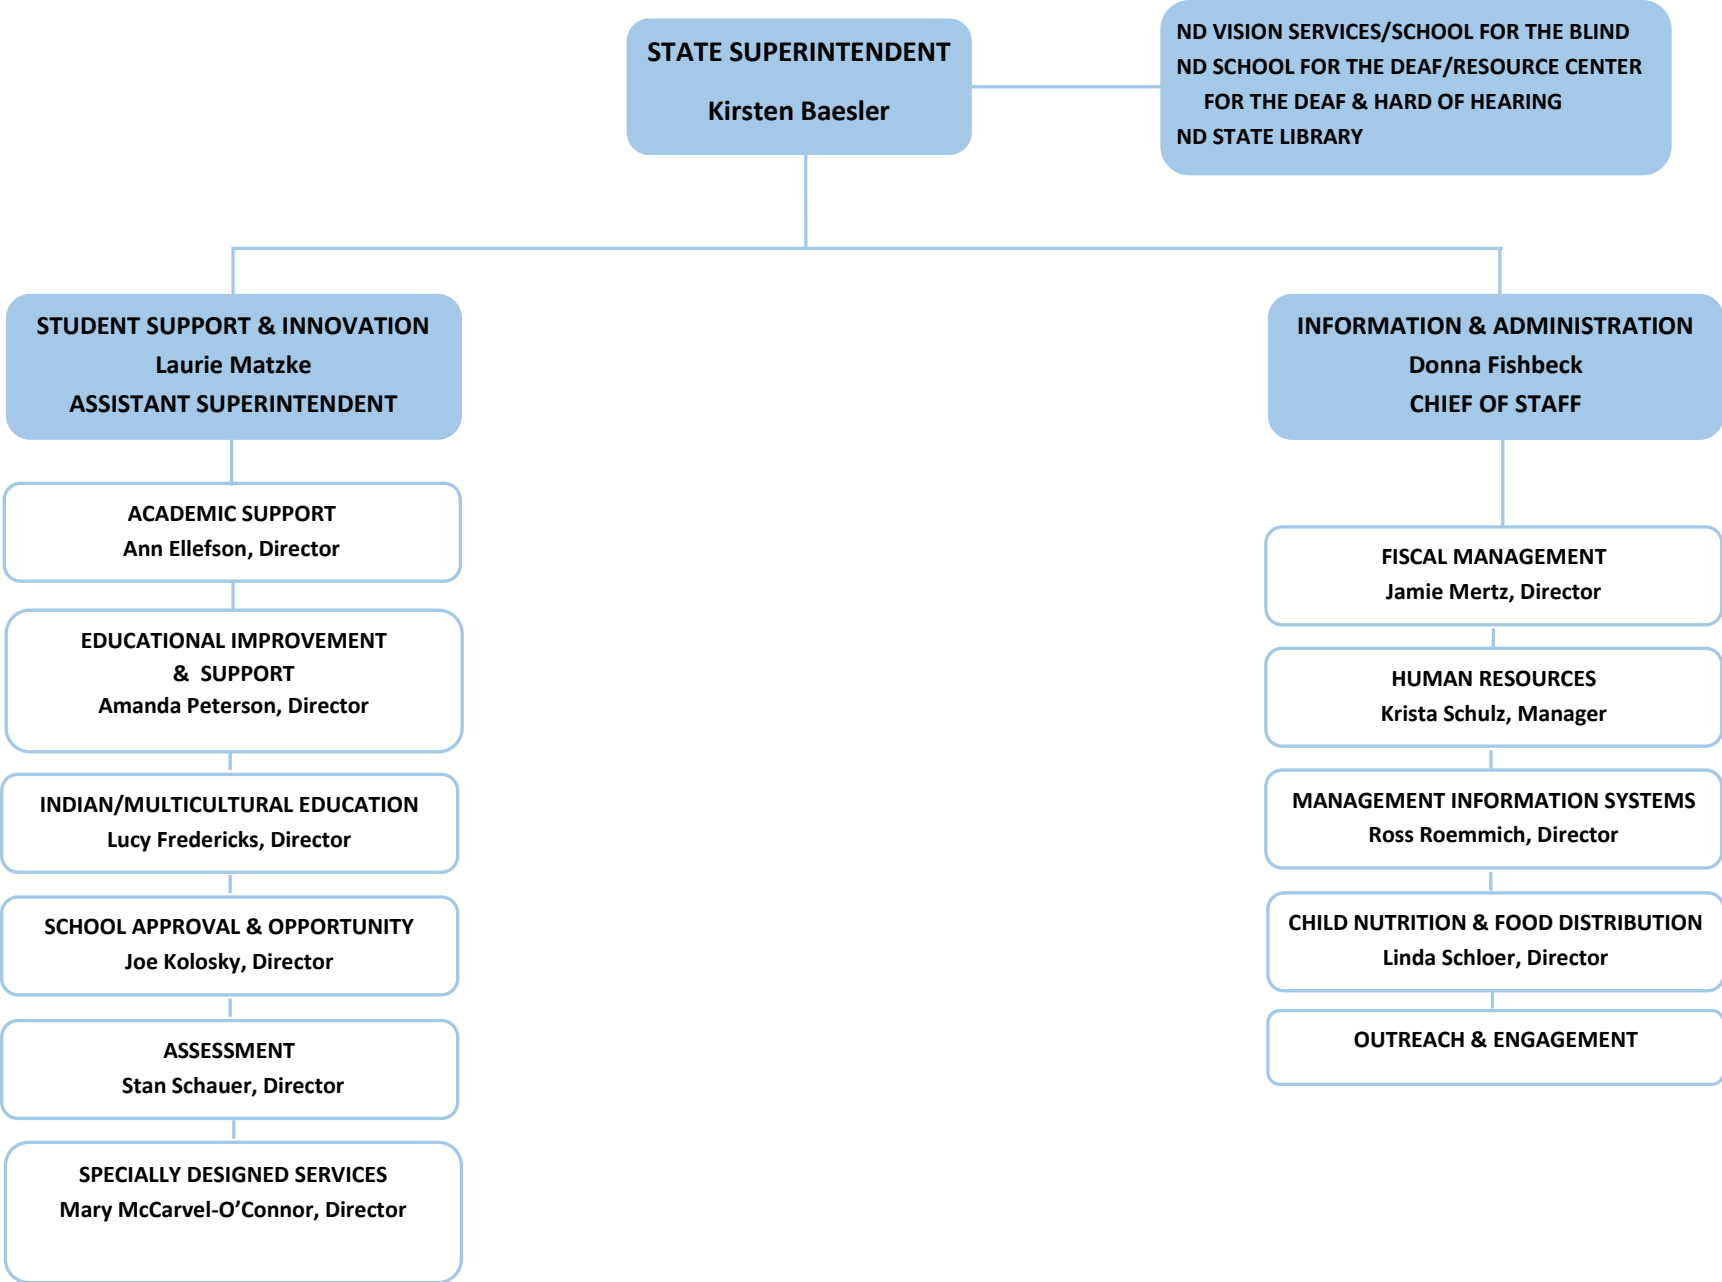 STATE SUPERINTENDENT
Kirsten Baesler
ND VISION SERVICES/SCHOOL FOR THE BLIND
ND SCHOOL FOR THE DEAF/RESOURCE CENTER
FOR THE DEAF & HARD OF HEARING
ND STATE LIBRARY
STUDENT SUPPORT & INNOVATION
Laurie Matzke
ASSISTANT SUPERINTENDENT
ACADEMIC SUPPORT
Ann Ellefson, Director
EDUCATIONAL IMPROVEMENT
& SUPPORT
Amanda Peterson, Director
INDIAN/MULTICULTURAL EDUCATION
Lucy Fredericks, Director
SCHOOL APPROVAL & OPPORTUNITY
Joe Kolosky, Director
ASSESSMENT
Stan Schauer, Director
SPECIALLY DESIGNED SERVICES
Mary McCarvel-O’Connor, Director
INFORMATION & ADMINISTRATION
Donna Fishbeck
CHIEF OF STAFF
FISCAL MANAGEMENT
Jamie Mertz, Director
HUMAN RESOURCES
Krista Schulz, Manager
MANAGEMENT INFORMATION SYSTEMS
Ross Roemmich, Director
CHILD NUTRITION & FOOD DISTRIBUTION
Linda Schloer, Director
OUTREACH & ENGAGEMENT